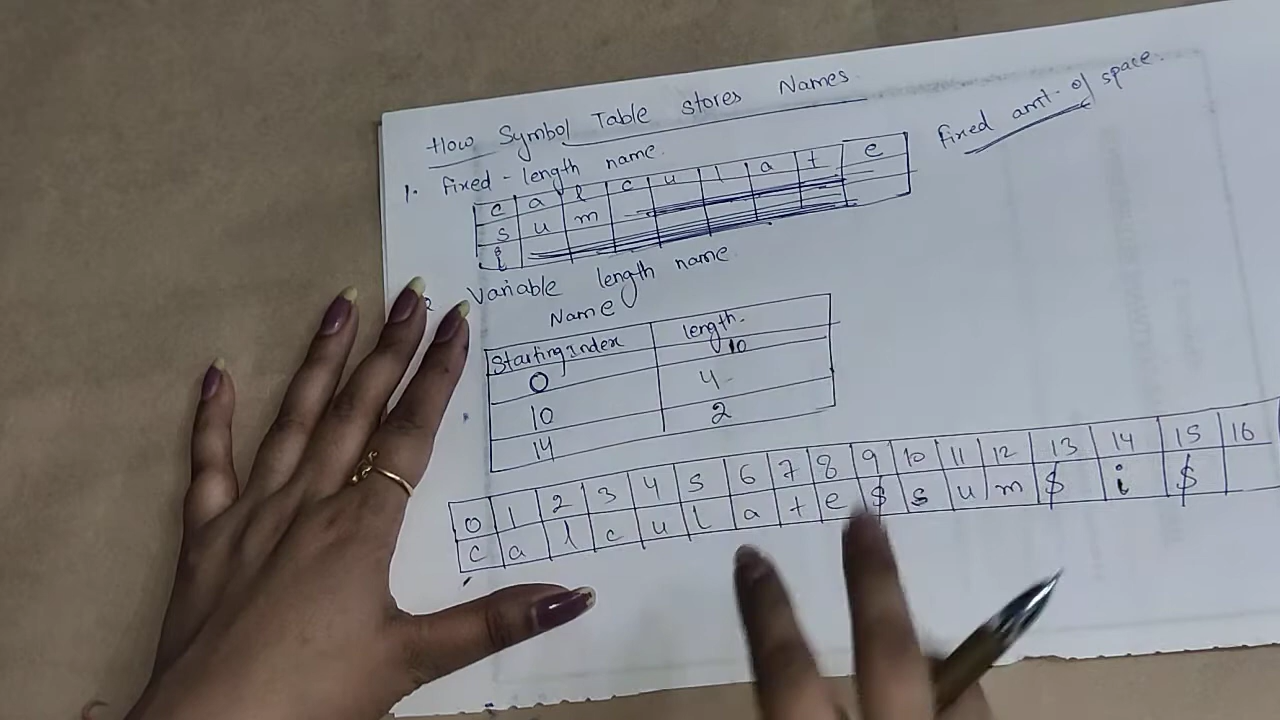 How Symbol Table stores Names.
fixed amt. of space.
1. Fixed-length name.
c a l c u l a t e
s u m
i
2 Variable length name.
Name
Starting Index length.
0 10
10 4
14 2
0 1 2 3 4 5 6 7 8 9 10 11 12 13 14 15 16
c a l c u l a t e $ s u m $ i $